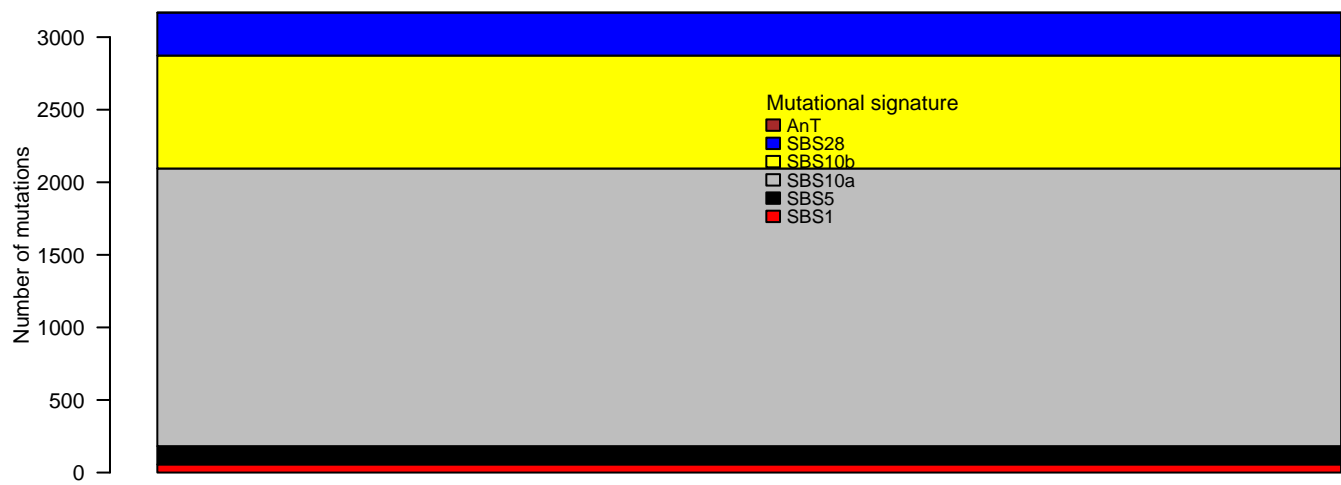 3000
2500
2000
1500
1000
500
0
Number of mutations
Mutational signature
AnT
SBS28
SBS10b
SBS10a
SBS5
SBS1